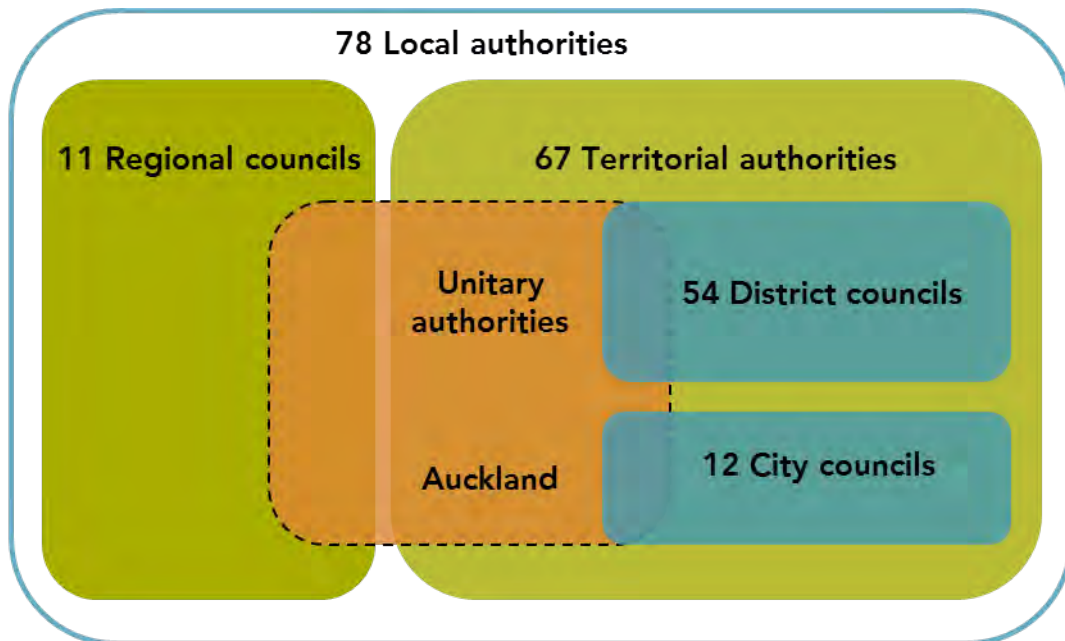 78 Local authorities
11 Regional councils
67 Territorial authorities
Unitary
authorities
54 District councils
Auckland
12 City councils